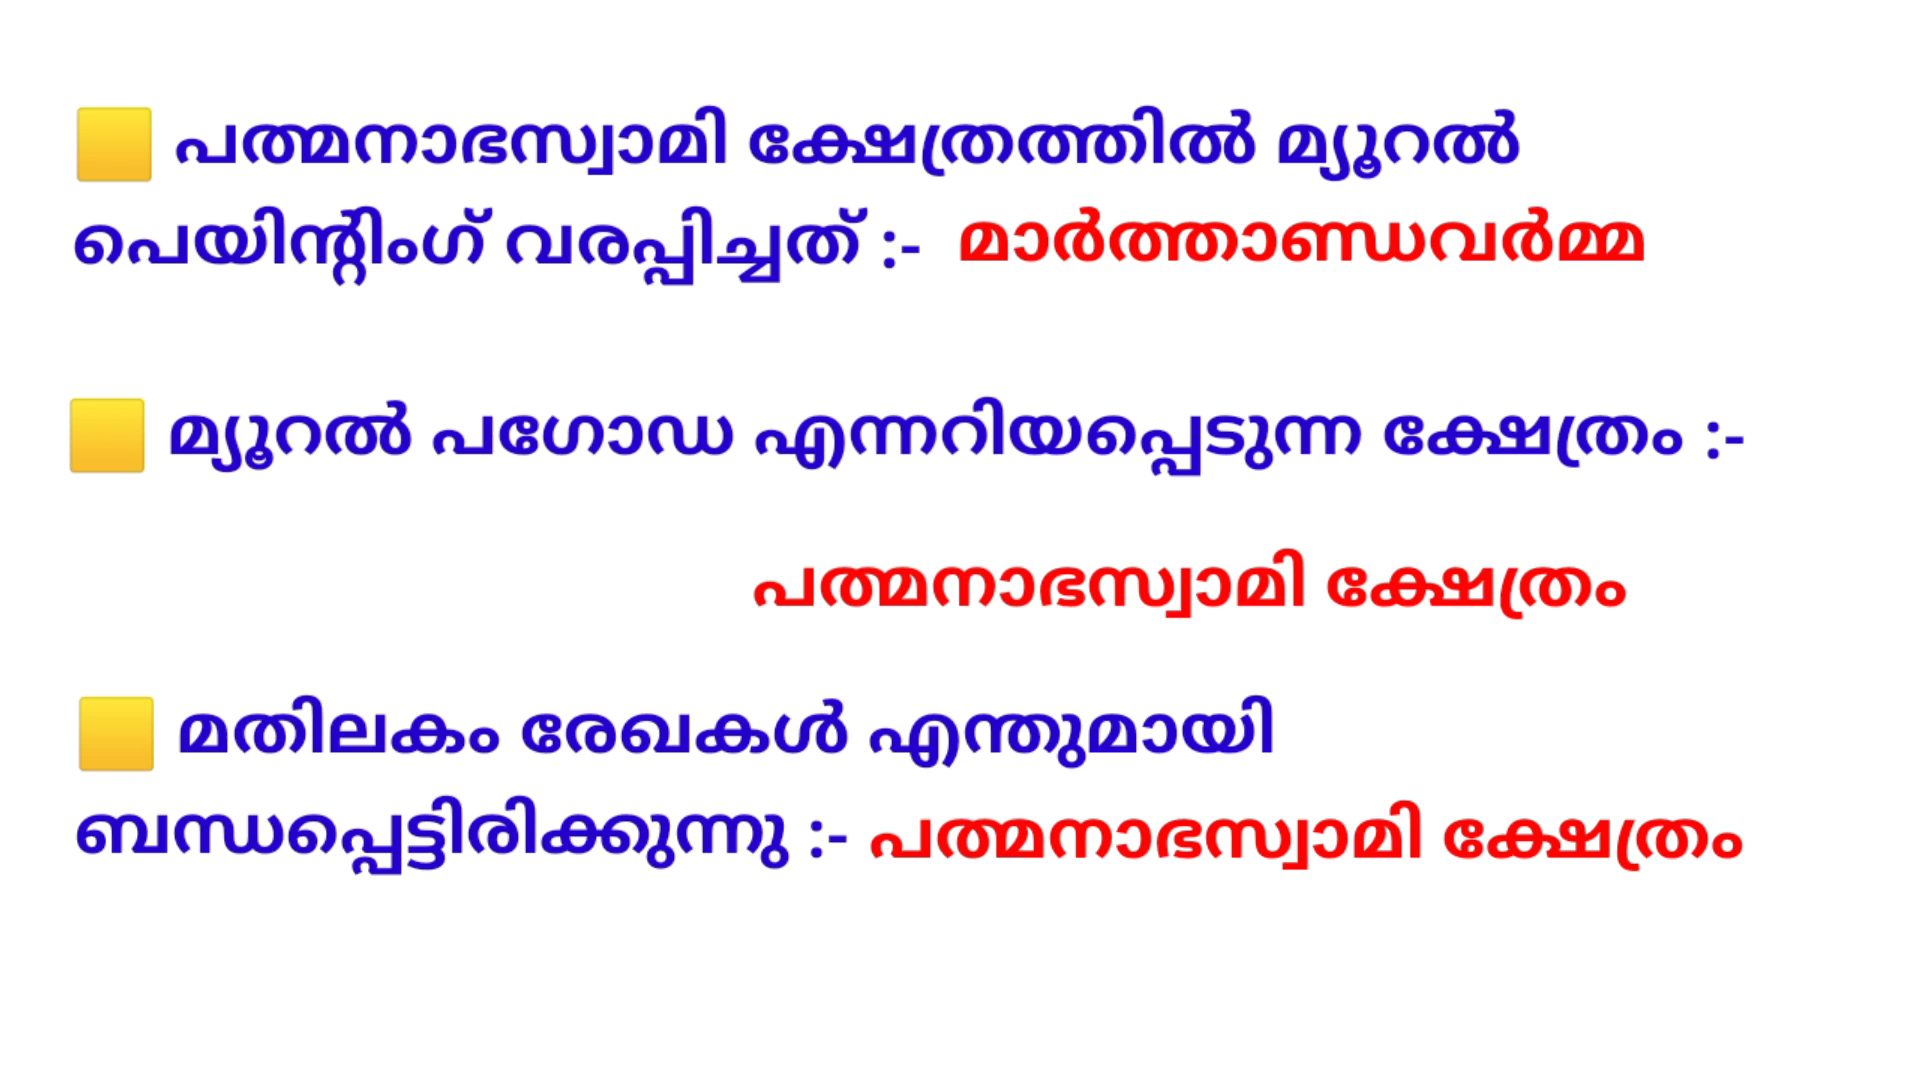 പത്മനാഭസ്വാമി ക്ഷേത്രത്തിൽ മ്യൂറൽ
പെയിന്റിംഗ് വരപ്പിച്ചത് :- മാർത്താണ്ഡവർമ്മ
മ്യൂറൽ പഗോഡ എന്നറിയപ്പെടുന്ന ക്ഷേത്രം :-
പത്മനാഭസ്വാമി ക്ഷേത്രം
മതിലകം രേഖകൾ എന്തുമായി
ബന്ധപ്പെട്ടിരിക്കുന്നു :- പത്മനാഭസ്വാമി ക്ഷേത്രം